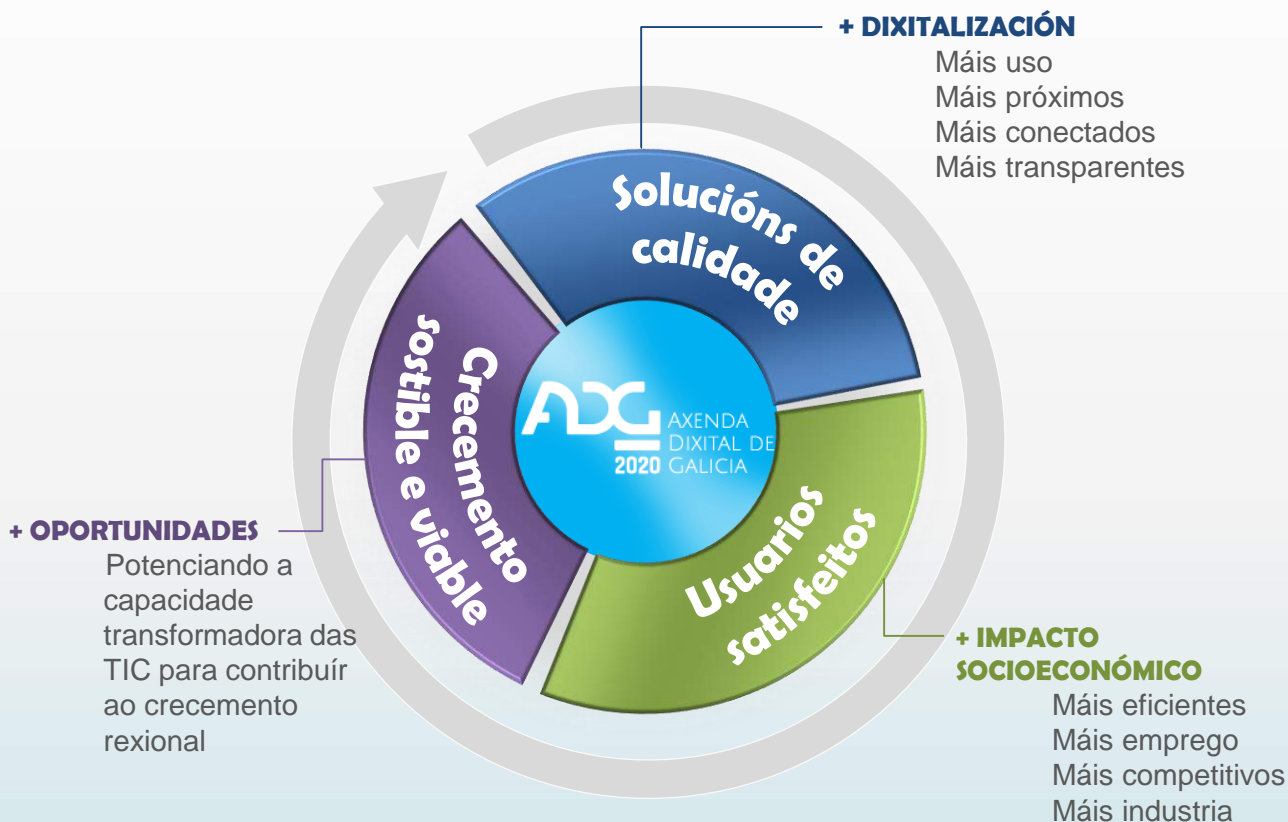 + DIXITALIZACIÓN
Máis uso
Máis próximos
Máis conectados
Máis transparentes
Solucións de
calidade
Crecemento
sostible e viable
ADG
AXENDA
DIXITAL DE
2020 GALICIA
Usuarios
satisfeitos
+ OPORTUNIDADES
Potenciando a
capacidade
transformadora das
TIC para contribuír
ao crecemento
rexional
+ IMPACTO
SOCIOECONÓMICO
Máis eficientes
Máis emprego
Máis competitivos
Máis industria